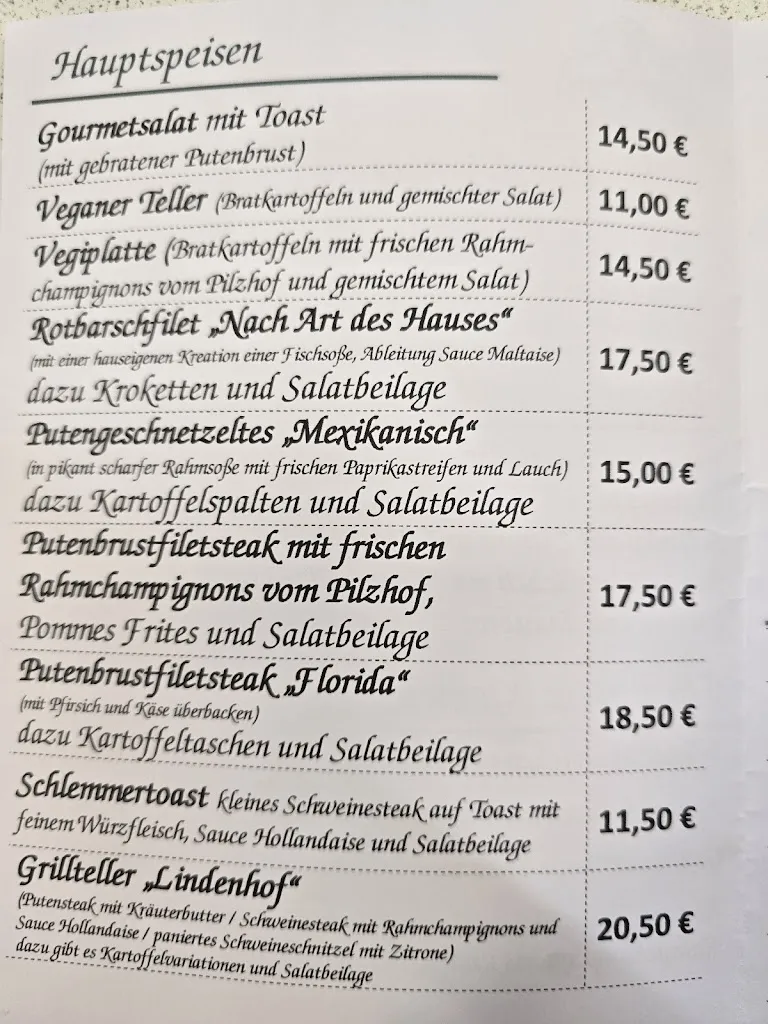 Hauptspeisen
Gourmetsalat mit Toast
(mit gebratener Putenbrust)
14,50 €
Veganer Teller (Bratkartoffeln und gemischter Salat)
11,00 €
Vegiplatte (Bratkartoffeln mit frischen Rahm-
champignons vom Pilzhof und gemischtem Salat)
14,50 €
Rotbarschfilet „Nach Art des Hauses“
(mit einer hauseigenen Kreation einer Fischsoße, Ableitung Sauce Maltaise)
dazu Kroketten und Salatbeilage
17,50 €
Putengeschnetzeltes „Mexikanisch“
(in pikant scharfer Rahmsoße mit frischen Paprikastreifen und Lauch)
dazu Kartoffelspalten und Salatbeilage
15,00 €
Putenbrustfiletsteak mit frischen
Rahmchampignons vom Pilzhof,
Pommes Frites und Salatbeilage
17,50 €
Putenbrustfiletsteak „Florida“
(mit Pfirsich und Käse überbacken)
dazu Kartoffeltaschen und Salatbeilage
18,50 €
Schlemmertoast kleines Schweinesteak auf Toast mit
feinem Würzfleisch, Sauce Hollandaise und Salatbeilage
11,50 €
Grillteller „Lindenhof“
(Putensteak mit Kräuterbutter / Schweinesteak mit Rahmchampignons und
Sauce Hollandaise / paniertes Schweineschnitzel mit Zitrone)
dazu gibt es Kartoffelvariationen und Salatbeilage
20,50 €